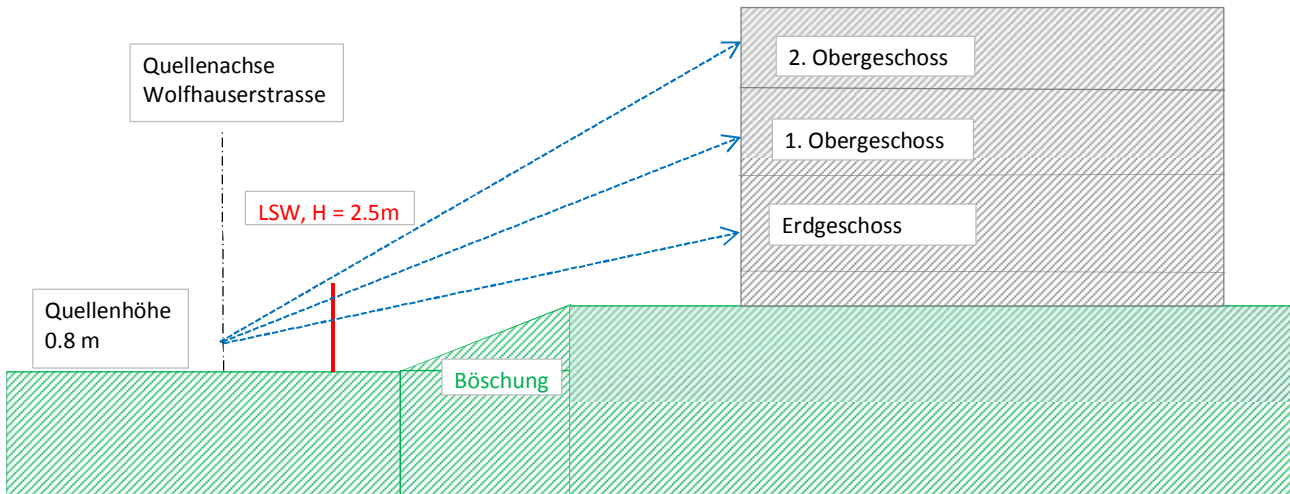 Quellenachse
Wolfhauserstrasse
2. Obergeschoss
1. Obergeschoss
LSW, H = 2.5m
Erdgeschoss
Quellenhöhe
0.8 m
Böschung